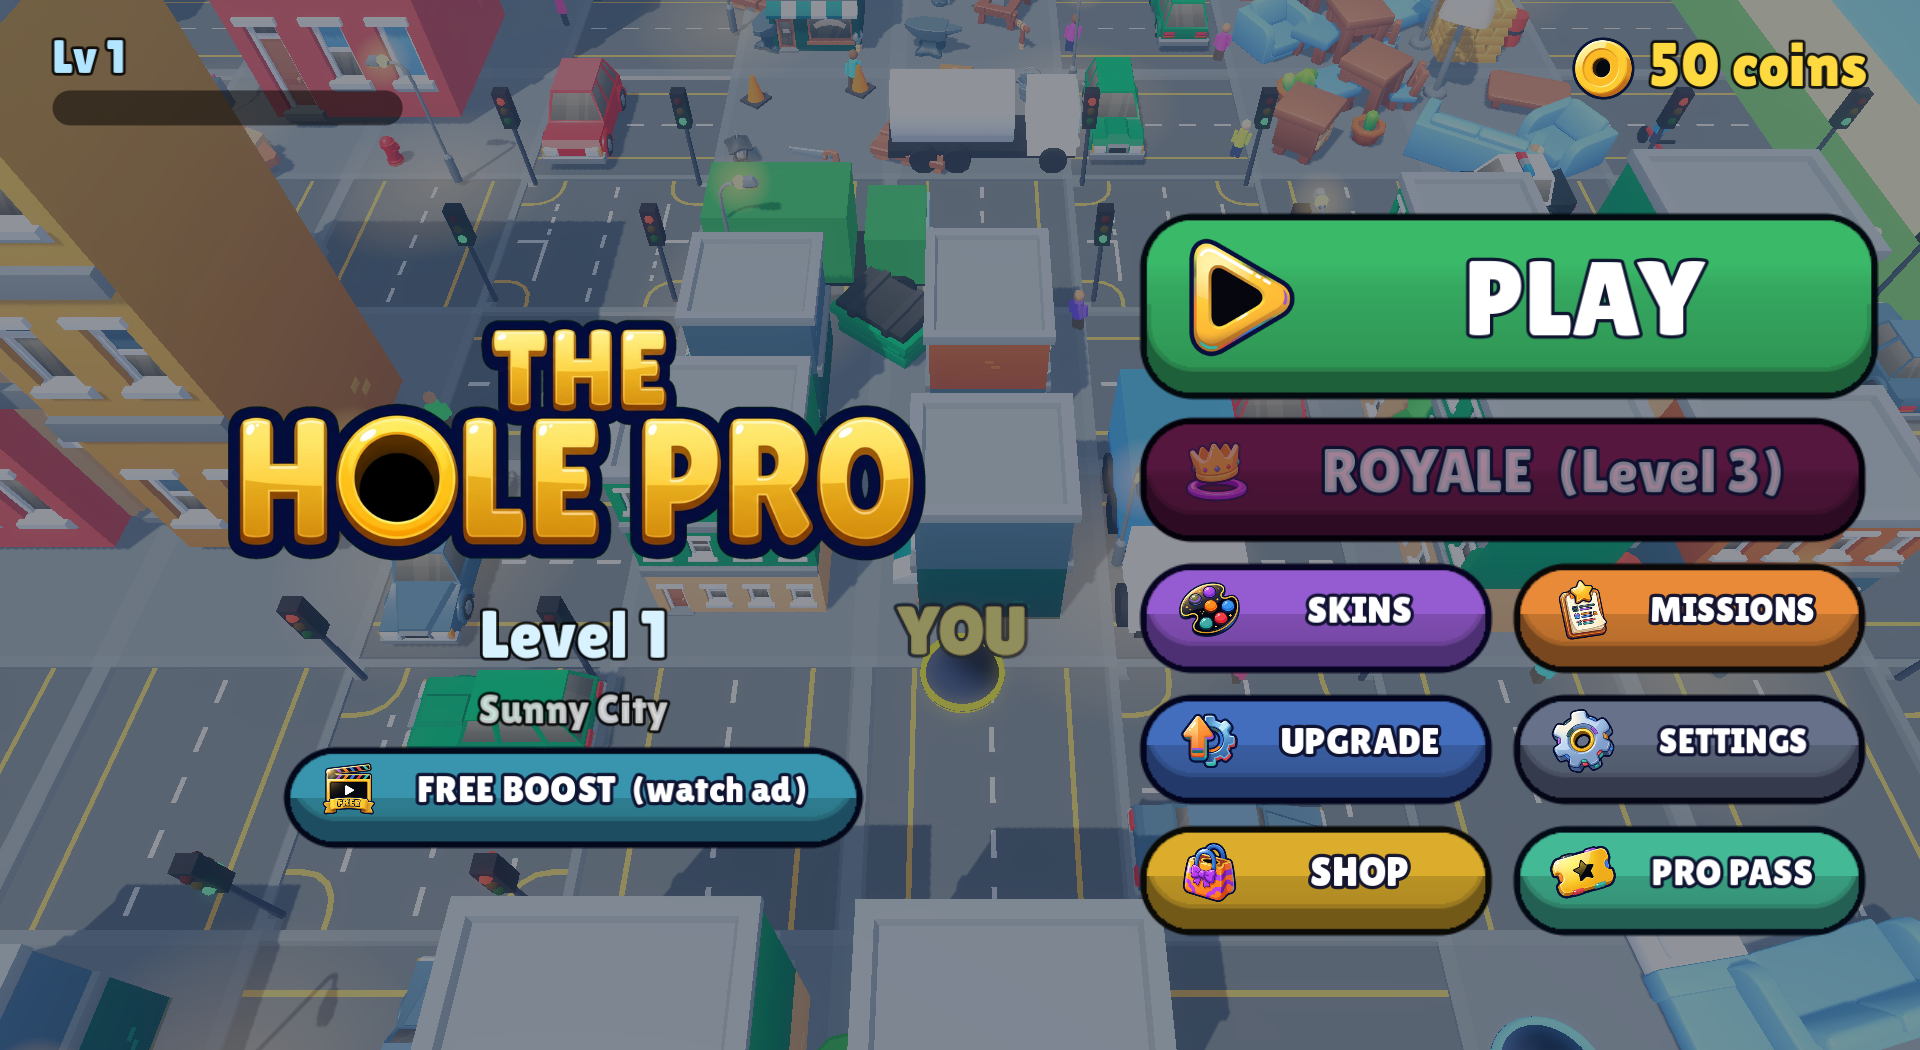 Lv 1
50 coins
THE
HOLE PRO
Level 1
Sunny City
FREE BOOST (watch ad)
FREE
YOU
PLAY
ROYALE (Level 3)
SKINS
MISSIONS
UPGRADE
SETTINGS
SHOP
PRO PASS